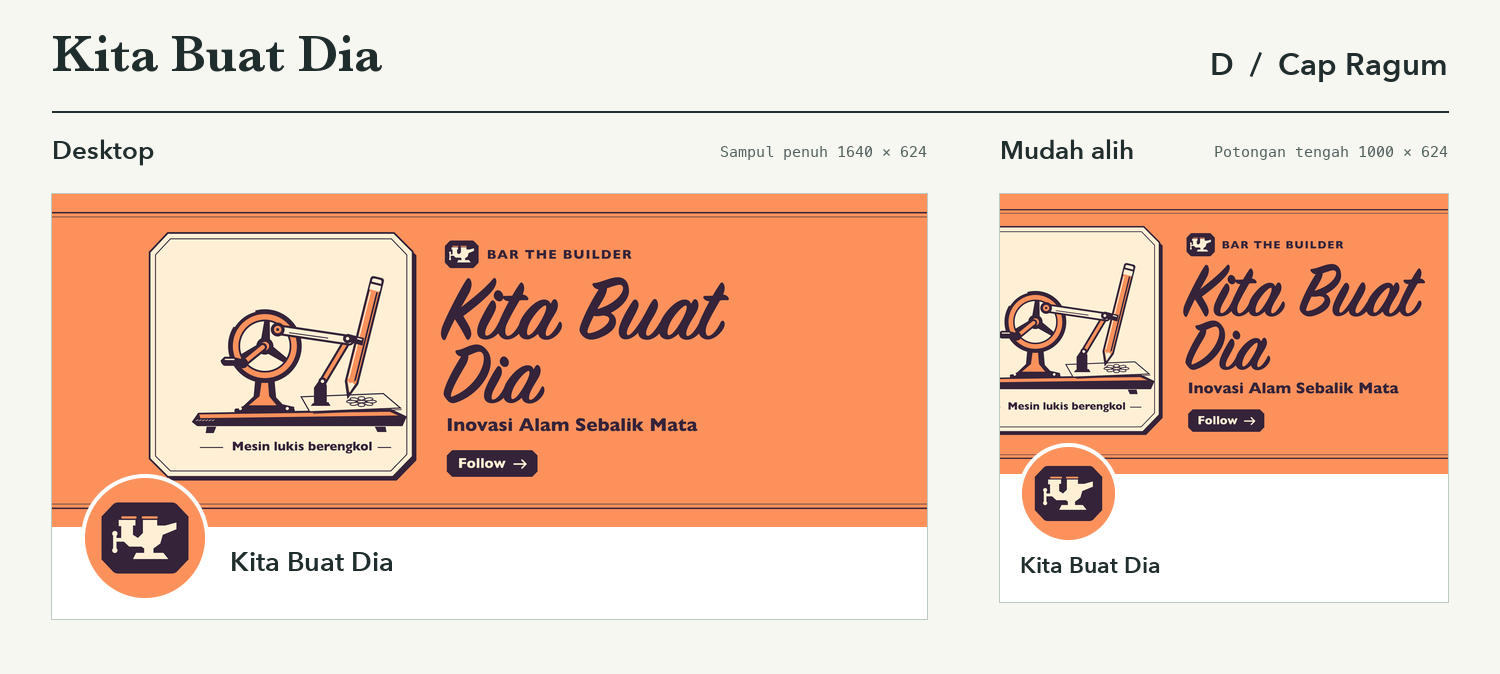 Kita Buat Dia
D / Cap Ragum
Desktop
Sampul penuh 1640 × 624
Mudah alih
Potongan tengah 1000 × 624
BAR THE BUILDER
Kita Buat
Dia
Inovasi Alam Sebalik Mata
Follow →
Mesin lukis berengkol
Kita Buat Dia
BAR THE BUILDER
Kita Buat
Dia
Inovasi Alam Sebalik Mata
Follow →
Mesin lukis berengkol
Kita Buat Dia